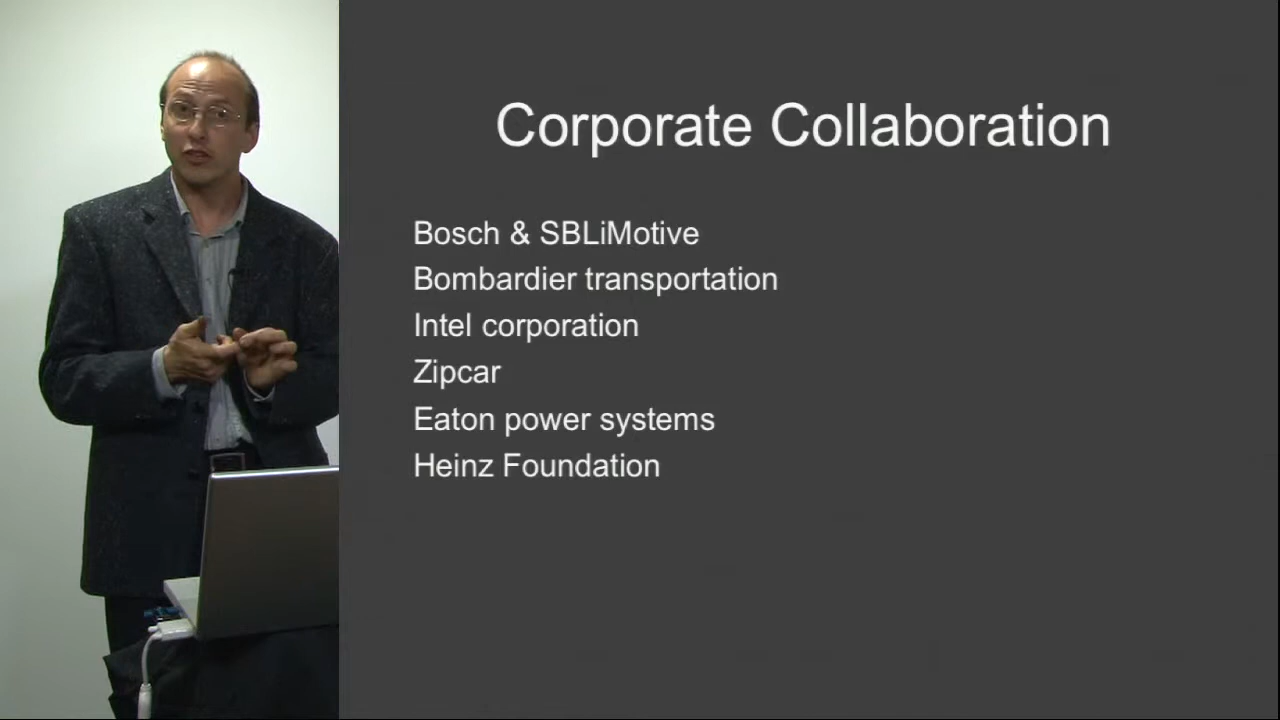 Corporate Collaboration
Bosch & SBLiMotive
Bombardier transportation
Intel corporation
Zipcar
Eaton power systems
Heinz Foundation